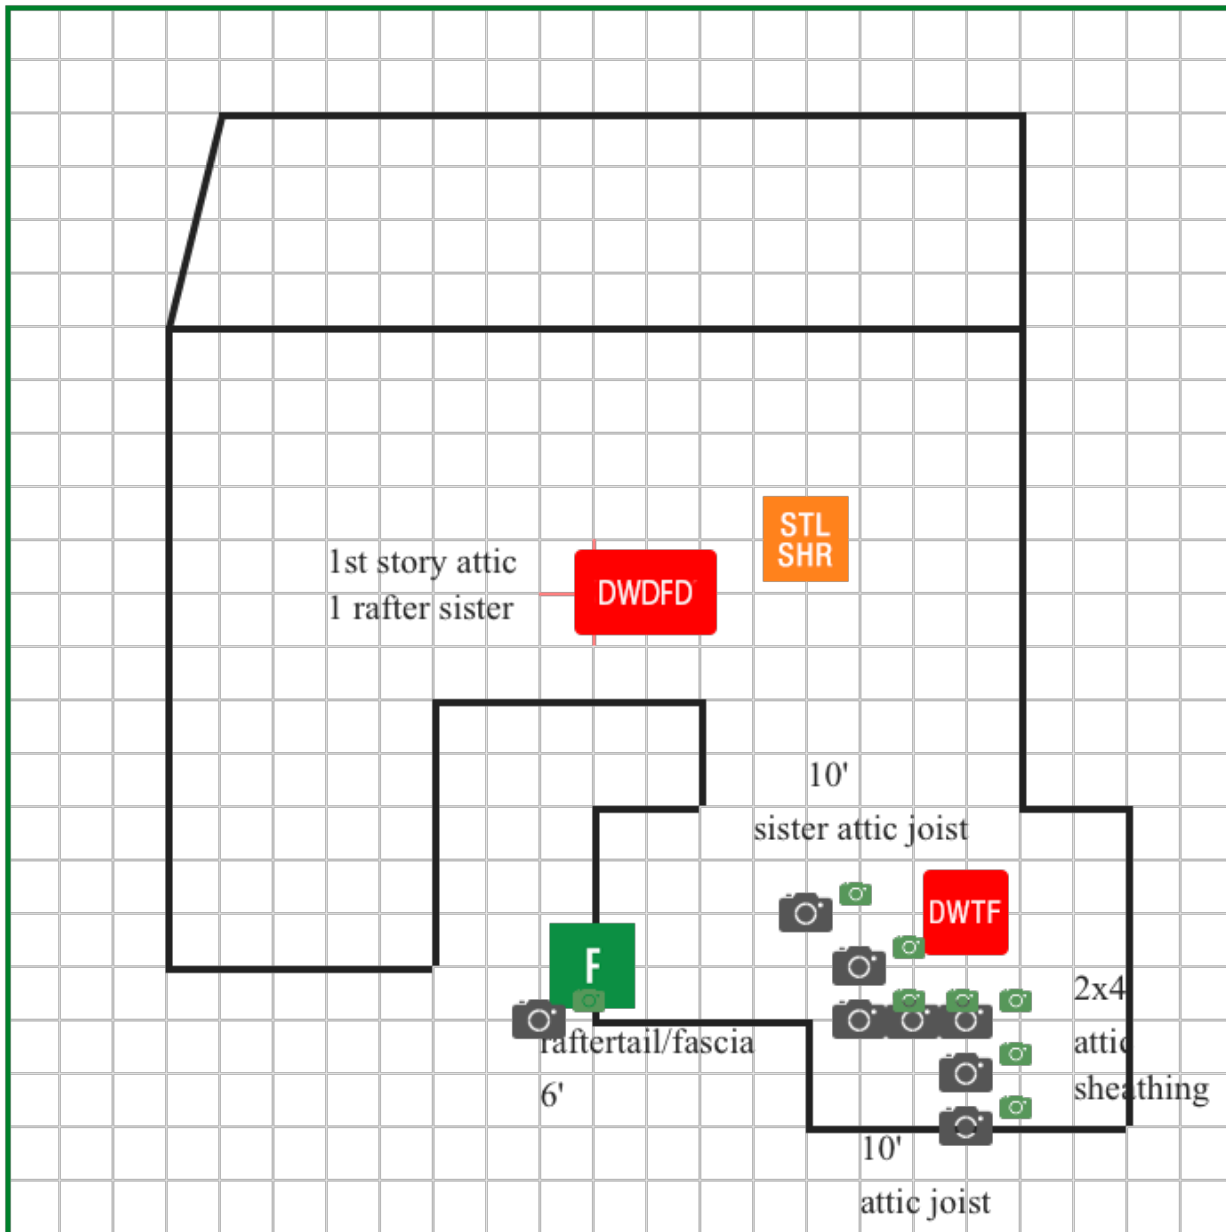 STL
SHR
1st story attic
1 rafter sister
DWDFD
10'
sister attic joist
DWTF
F
2x4
attic
sheathing
raftertail/fascia
6'
10'
attic joist